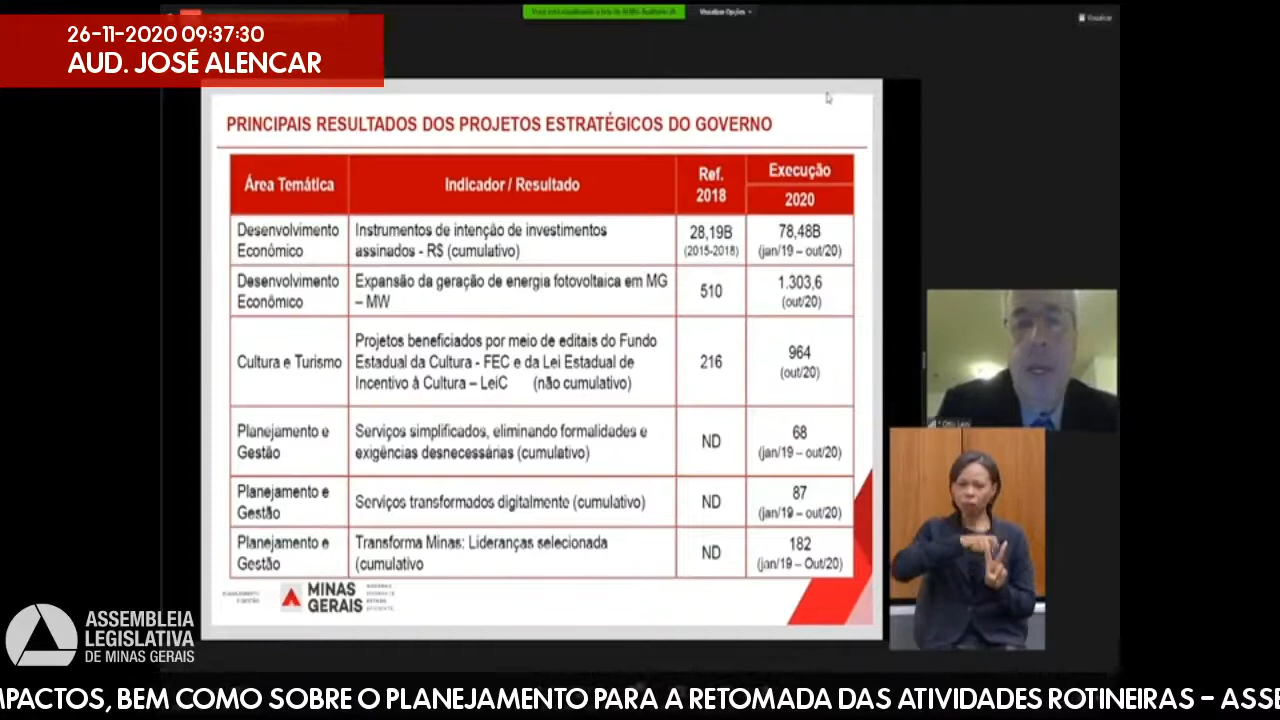 26-11-2020 09:37:30
AUD. JOSÉ ALENCAR
Visualizar Opções
Visualizar
PRINCIPAIS RESULTADOS DOS PROJETOS ESTRATÉGICOS DO GOVERNO
Área Temática
Indicador / Resultado
Ref.
2018
Execução
2020
Desenvolvimento
Econômico
Instrumentos de intenção de investimentos
assinados - R$ (cumulativo)
28,19B
(2015-2018)
78,48B
(jan/19 – out/20)
Desenvolvimento
Econômico
Expansão da geração de energia fotovoltaica em MG
– MW
510
1.303,6
(out/20)
Cultura e Turismo
Projetos beneficiados por meio de editais do Fundo
Estadual da Cultura - FEC e da Lei Estadual de
Incentivo à Cultura – LeiC (não cumulativo)
216
964
(out/20)
Planejamento e
Gestão
Serviços simplificados, eliminando formalidades e
exigências desnecessárias (cumulativo)
ND
68
(jan/19 – out/20)
Planejamento e
Gestão
Serviços transformados digitalmente (cumulativo)
ND
87
(jan/19 – out/20)
Planejamento e
Gestão
Transforma Minas: Lideranças selecionada
(cumulativo
ND
182
(jan/19 – Out/20)
MINAS
GERAIS
Otto Levy
ASSEMBLEIA
LEGISLATIVA
DE MINAS GERAIS
MPACTOS, BEM COMO SOBRE O PLANEJAMENTO PARA A RETOMADA DAS ATIVIDADES ROTINEIRAS – ASSE